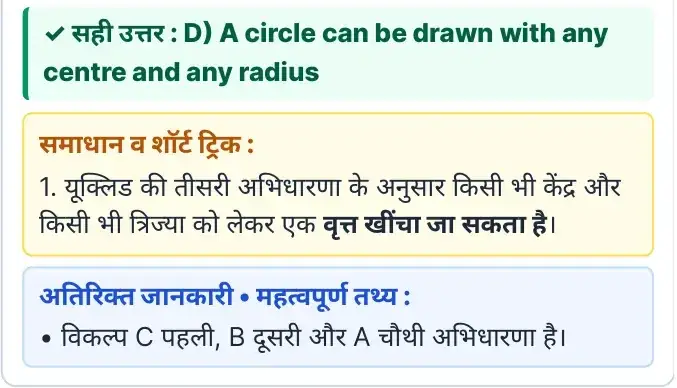 ✓ सही उत्तर : D) A circle can be drawn with any
centre and any radius
समाधान व शॉर्ट ट्रिक :
1. यूक्लिड की तीसरी अभिधारणा के अनुसार किसी भी केंद्र और
किसी भी त्रिज्या को लेकर एक वृत्त खींचा जा सकता है।
अतिरिक्त जानकारी • महत्वपूर्ण तथ्य :
• विकल्प C पहली, B दूसरी और A चौथी अभिधारणा है।